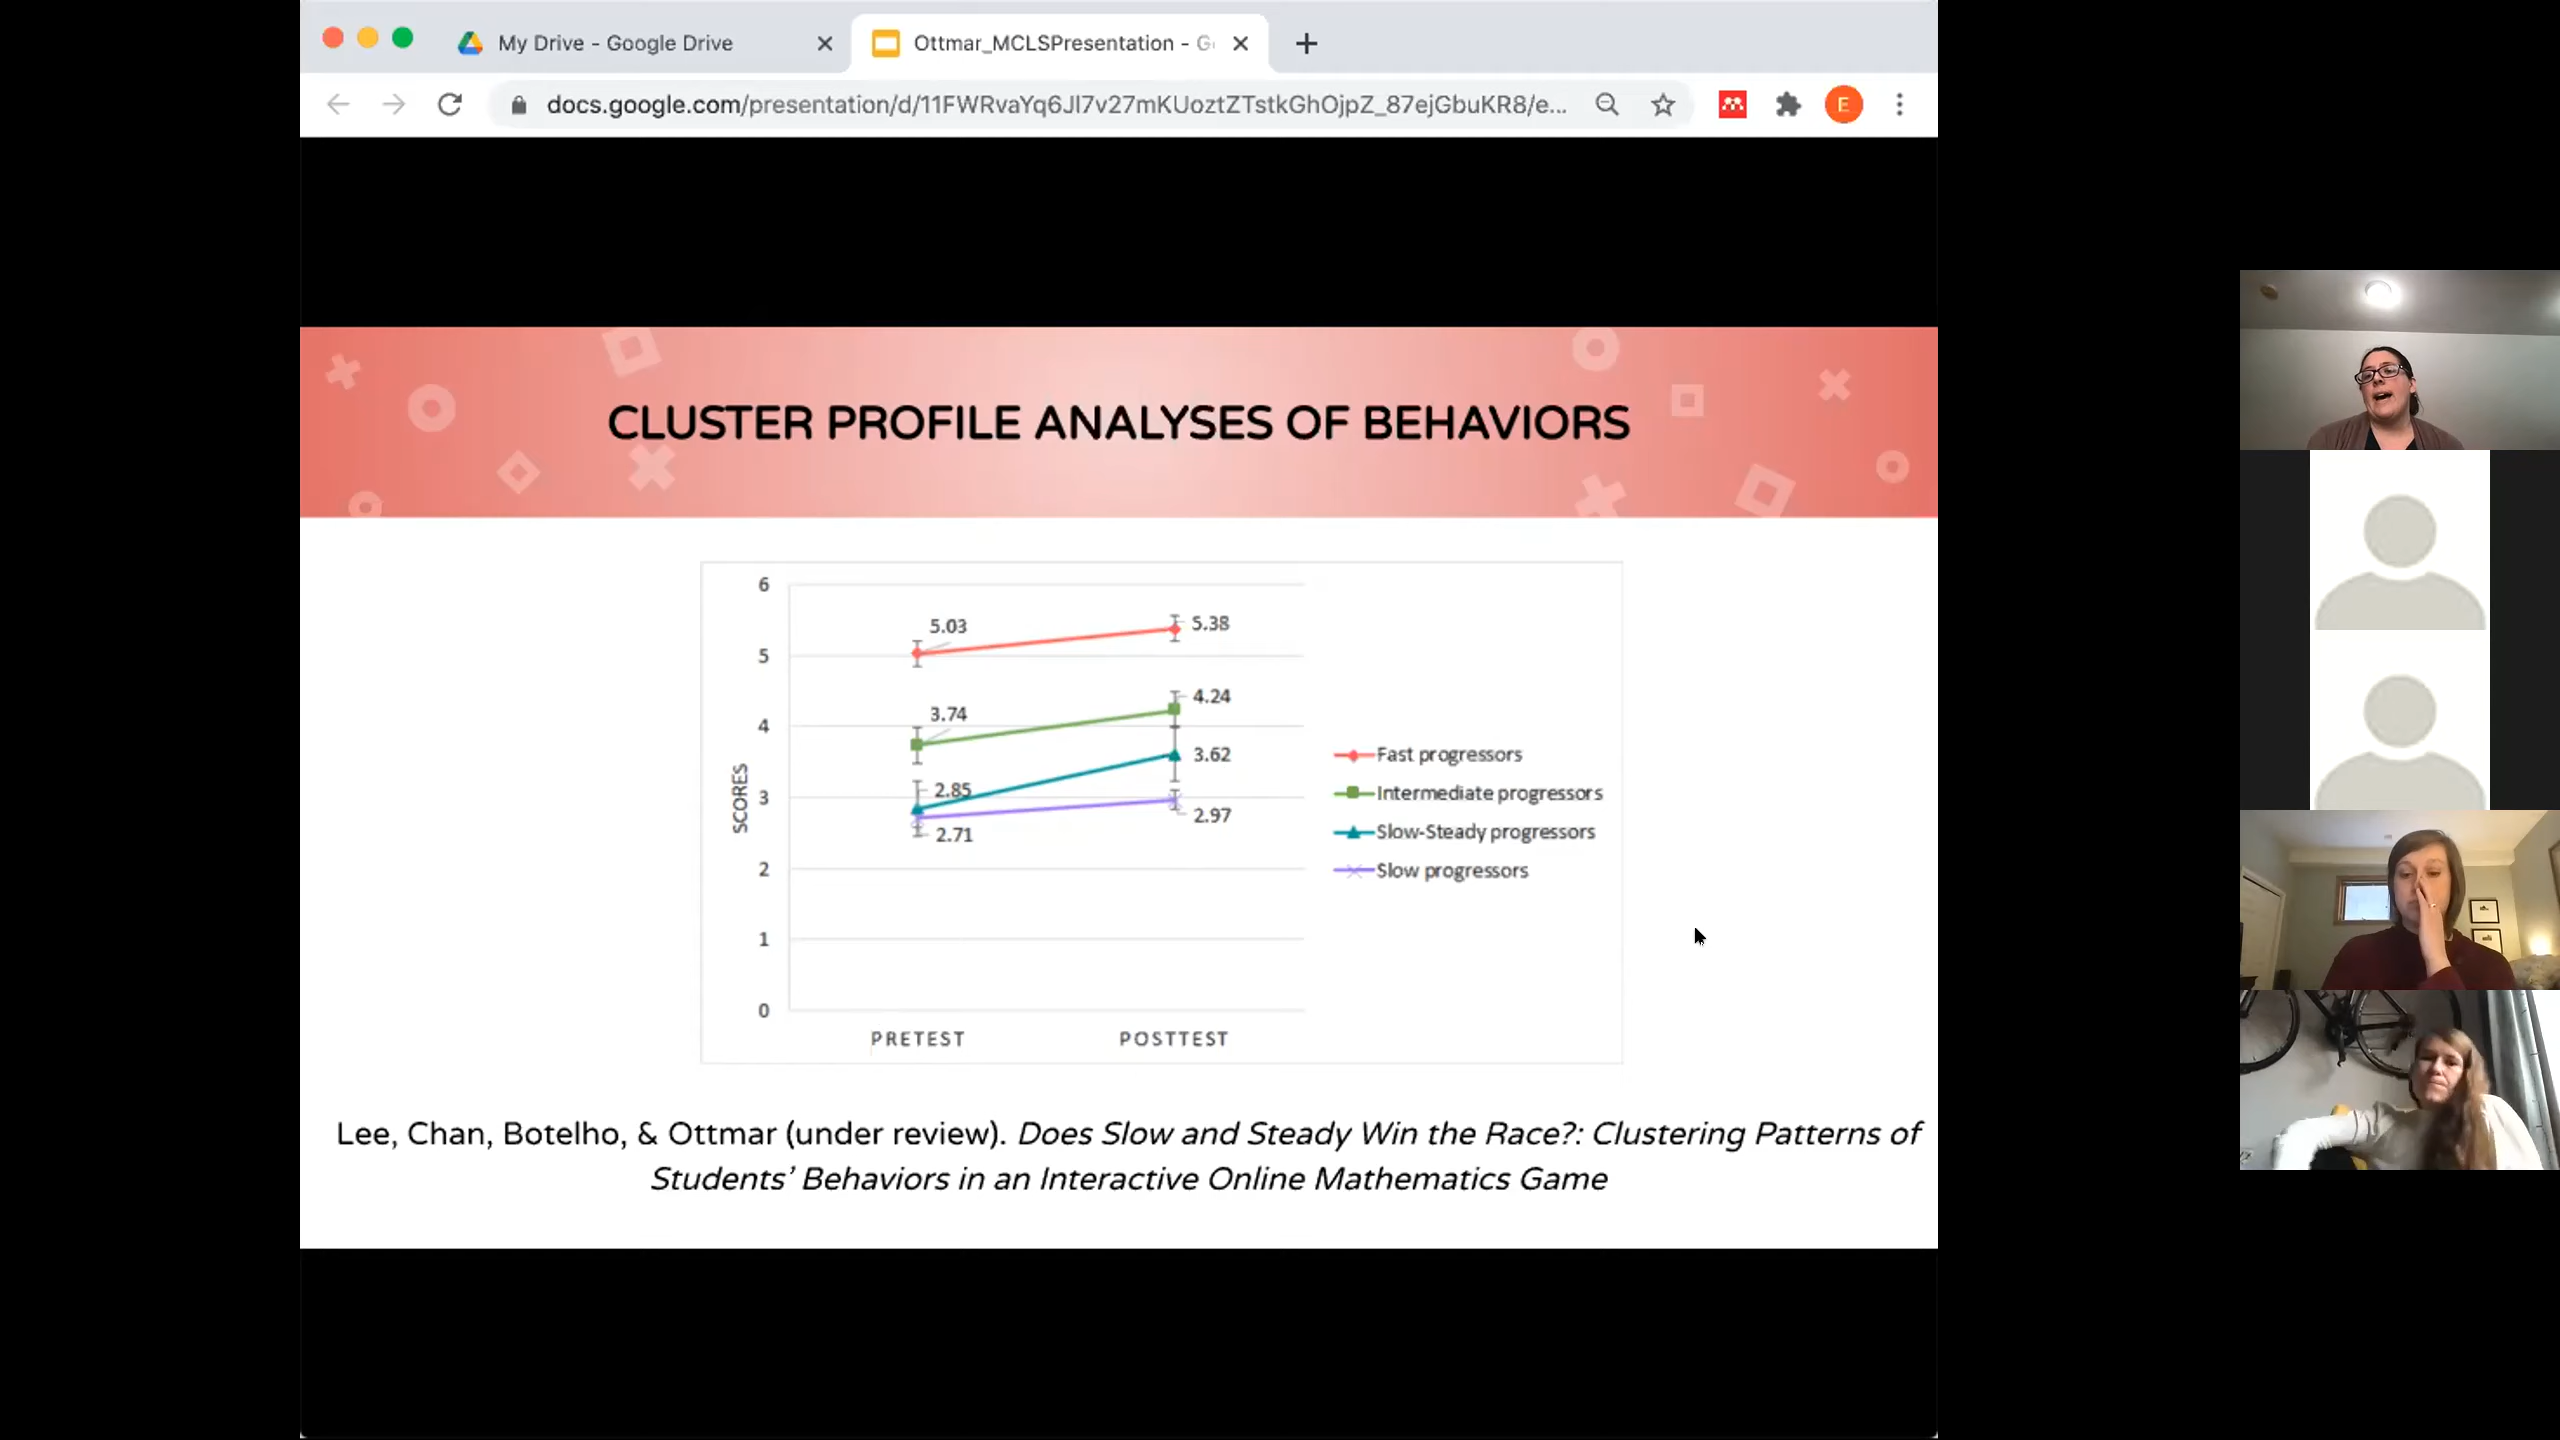 My Drive - Google Drive
Ottmar_MCLSPresentation - G
docs.google.com/presentation/d/11FWRvaYq6Jl7v27mKUoztZTstkGhOjpZ_87ejGbuKR8/e...
E
CLUSTER PROFILE ANALYSES OF BEHAVIORS
6
5
4
3
2
1
0
SCORES
5.03
5.38
3.74
4.24
2.85
3.62
2.71
2.97
PRETEST
POSTTEST
Fast progressors
Intermediate progressors
Slow-Steady progressors
Slow progressors
Lee, Chan, Botelho, & Ottmar (under review). Does Slow and Steady Win the Race?: Clustering Patterns of
Students’ Behaviors in an Interactive Online Mathematics Game